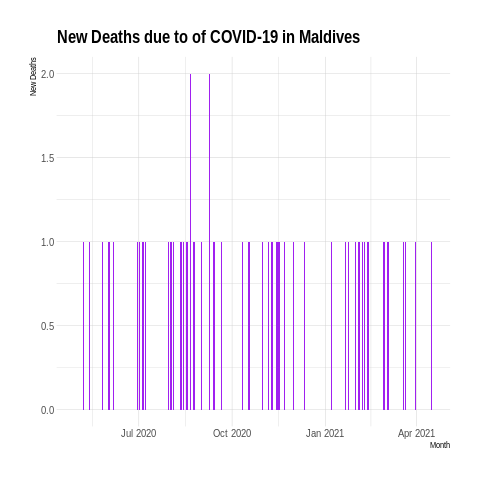 New Deaths due to of COVID-19 in Maldives
New Deaths
2.0
1.5
1.0
0.5
0.0
Jul 2020 Oct 2020 Jan 2021 Apr 2021
Month